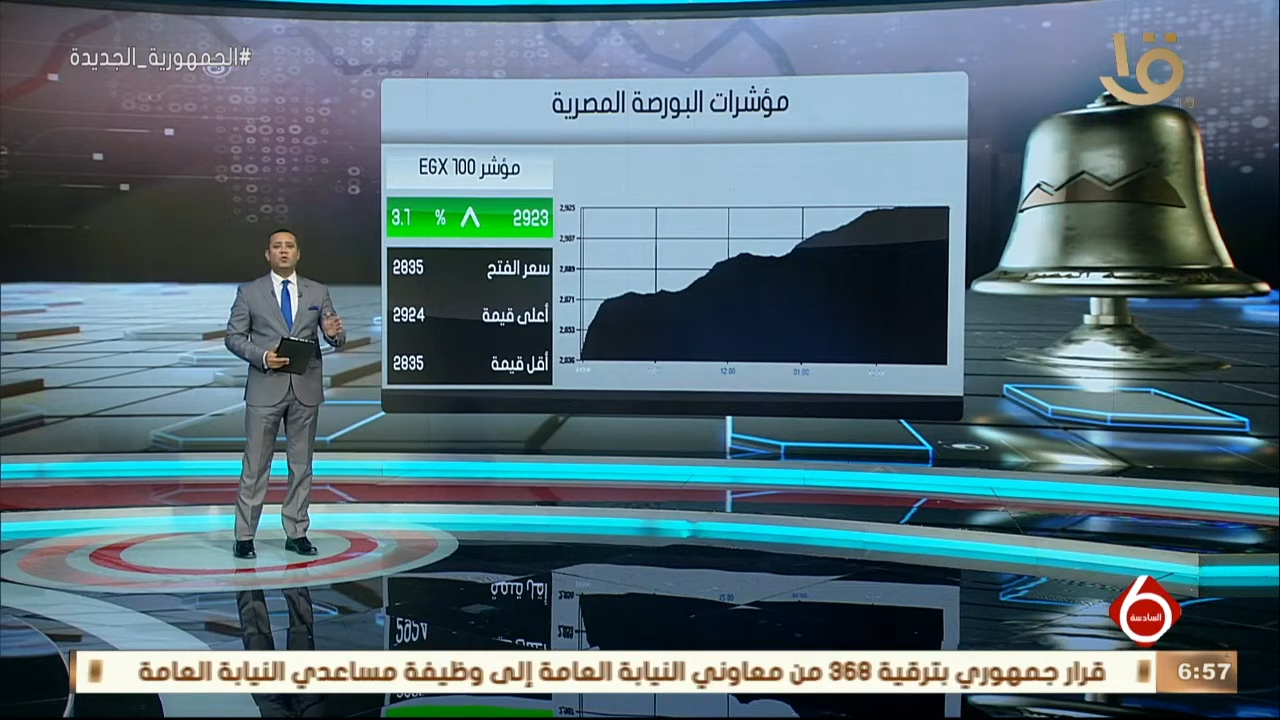 #الجمهورية_الجديدة
مؤشرات البورصة المصرية
مؤشر EGX 100
3.1 % 2923
سعر الفتح 2835
أعلى قيمة 2924
أقل قيمة 2835
2,925
2,907
2,889
2,871
2,853
2,836
12:00 01:00
السادسة
6:57
قرار جمهوري بترقية 368 من معاوني النيابة العامة إلى وظيفة مساعدي النيابة العامة